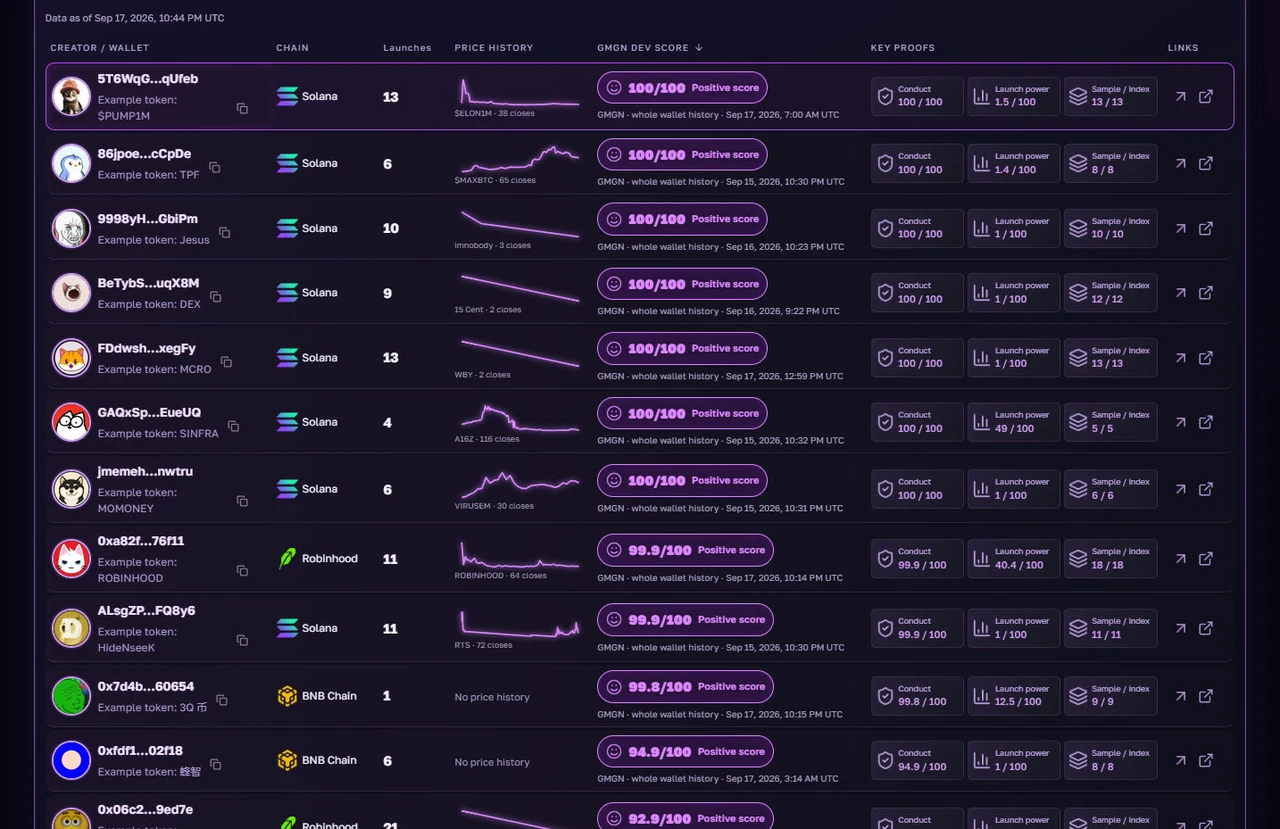 Data as of Sep 17, 2026, 10:44 PM UTC
CREATOR / WALLET CHAIN Launches PRICE HISTORY GMGN DEV SCORE ↓ KEY PROOFS LINKS
5T6WqG...qUfeb
Example token:
$PUMP1M
Solana
13
$ELON1M · 38 closes
100/100 Positive score
GMGN · whole wallet history · Sep 17, 2026, 7:00 AM UTC
Conduct
100 / 100
Launch power
1.5 / 100
Sample / Index
13 / 13
86jpoe...cCpDe
Example token: TPF
Solana
6
$MAXBTC · 65 closes
100/100 Positive score
GMGN · whole wallet history · Sep 15, 2026, 10:30 PM UTC
Conduct
100 / 100
Launch power
1.4 / 100
Sample / Index
8 / 8
9998yH...GbiPm
Example token: Jesus
Solana
10
imnobody · 3 closes
100/100 Positive score
GMGN · whole wallet history · Sep 16, 2026, 10:23 PM UTC
Conduct
100 / 100
Launch power
1 / 100
Sample / Index
10 / 10
BeTybS...uqX8M
Example token: DEX
Solana
9
15 Cent · 2 closes
100/100 Positive score
GMGN · whole wallet history · Sep 16, 2026, 9:22 PM UTC
Conduct
100 / 100
Launch power
1 / 100
Sample / Index
12 / 12
FDdwsh...xegFy
Example token: MCRO
Solana
13
WBY · 2 closes
100/100 Positive score
GMGN · whole wallet history · Sep 17, 2026, 12:59 PM UTC
Conduct
100 / 100
Launch power
1 / 100
Sample / Index
13 / 13
GAQxSp...EueUQ
Example token: SINFRA
Solana
4
A16Z · 116 closes
100/100 Positive score
GMGN · whole wallet history · Sep 15, 2026, 10:32 PM UTC
Conduct
100 / 100
Launch power
49 / 100
Sample / Index
5 / 5
jmemeh...nwtru
Example token:
MOMONEY
Solana
6
VIRUSEM · 30 closes
100/100 Positive score
GMGN · whole wallet history · Sep 15, 2026, 10:31 PM UTC
Conduct
100 / 100
Launch power
1 / 100
Sample / Index
6 / 6
0xa82f...76f11
Example token:
ROBINHOOD
Robinhood
11
ROBINHOOD · 64 closes
99.9/100 Positive score
GMGN · whole wallet history · Sep 17, 2026, 10:14 PM UTC
Conduct
99.9 / 100
Launch power
40.4 / 100
Sample / Index
18 / 18
ALsgZP...FQ8y6
Example token:
HideNseeK
Solana
11
RTS · 72 closes
99.9/100 Positive score
GMGN · whole wallet history · Sep 15, 2026, 10:30 PM UTC
Conduct
99.9 / 100
Launch power
1 / 100
Sample / Index
11 / 11
0x7d4b...60654
Example token: 3Q 币
BNB Chain
1
No price history
99.8/100 Positive score
GMGN · whole wallet history · Sep 17, 2026, 10:15 PM UTC
Conduct
99.8 / 100
Launch power
12.5 / 100
Sample / Index
9 / 9
0xfdf1...02f18
Example token: 蜂智
BNB Chain
6
No price history
94.9/100 Positive score
GMGN · whole wallet history · Sep 17, 2026, 3:14 AM UTC
Conduct
94.9 / 100
Launch power
1 / 100
Sample / Index
8 / 8
0x06c2...9ed7e
Robinhood
21
92.9/100 Positive score
Conduct
Launch power
Sample / Index